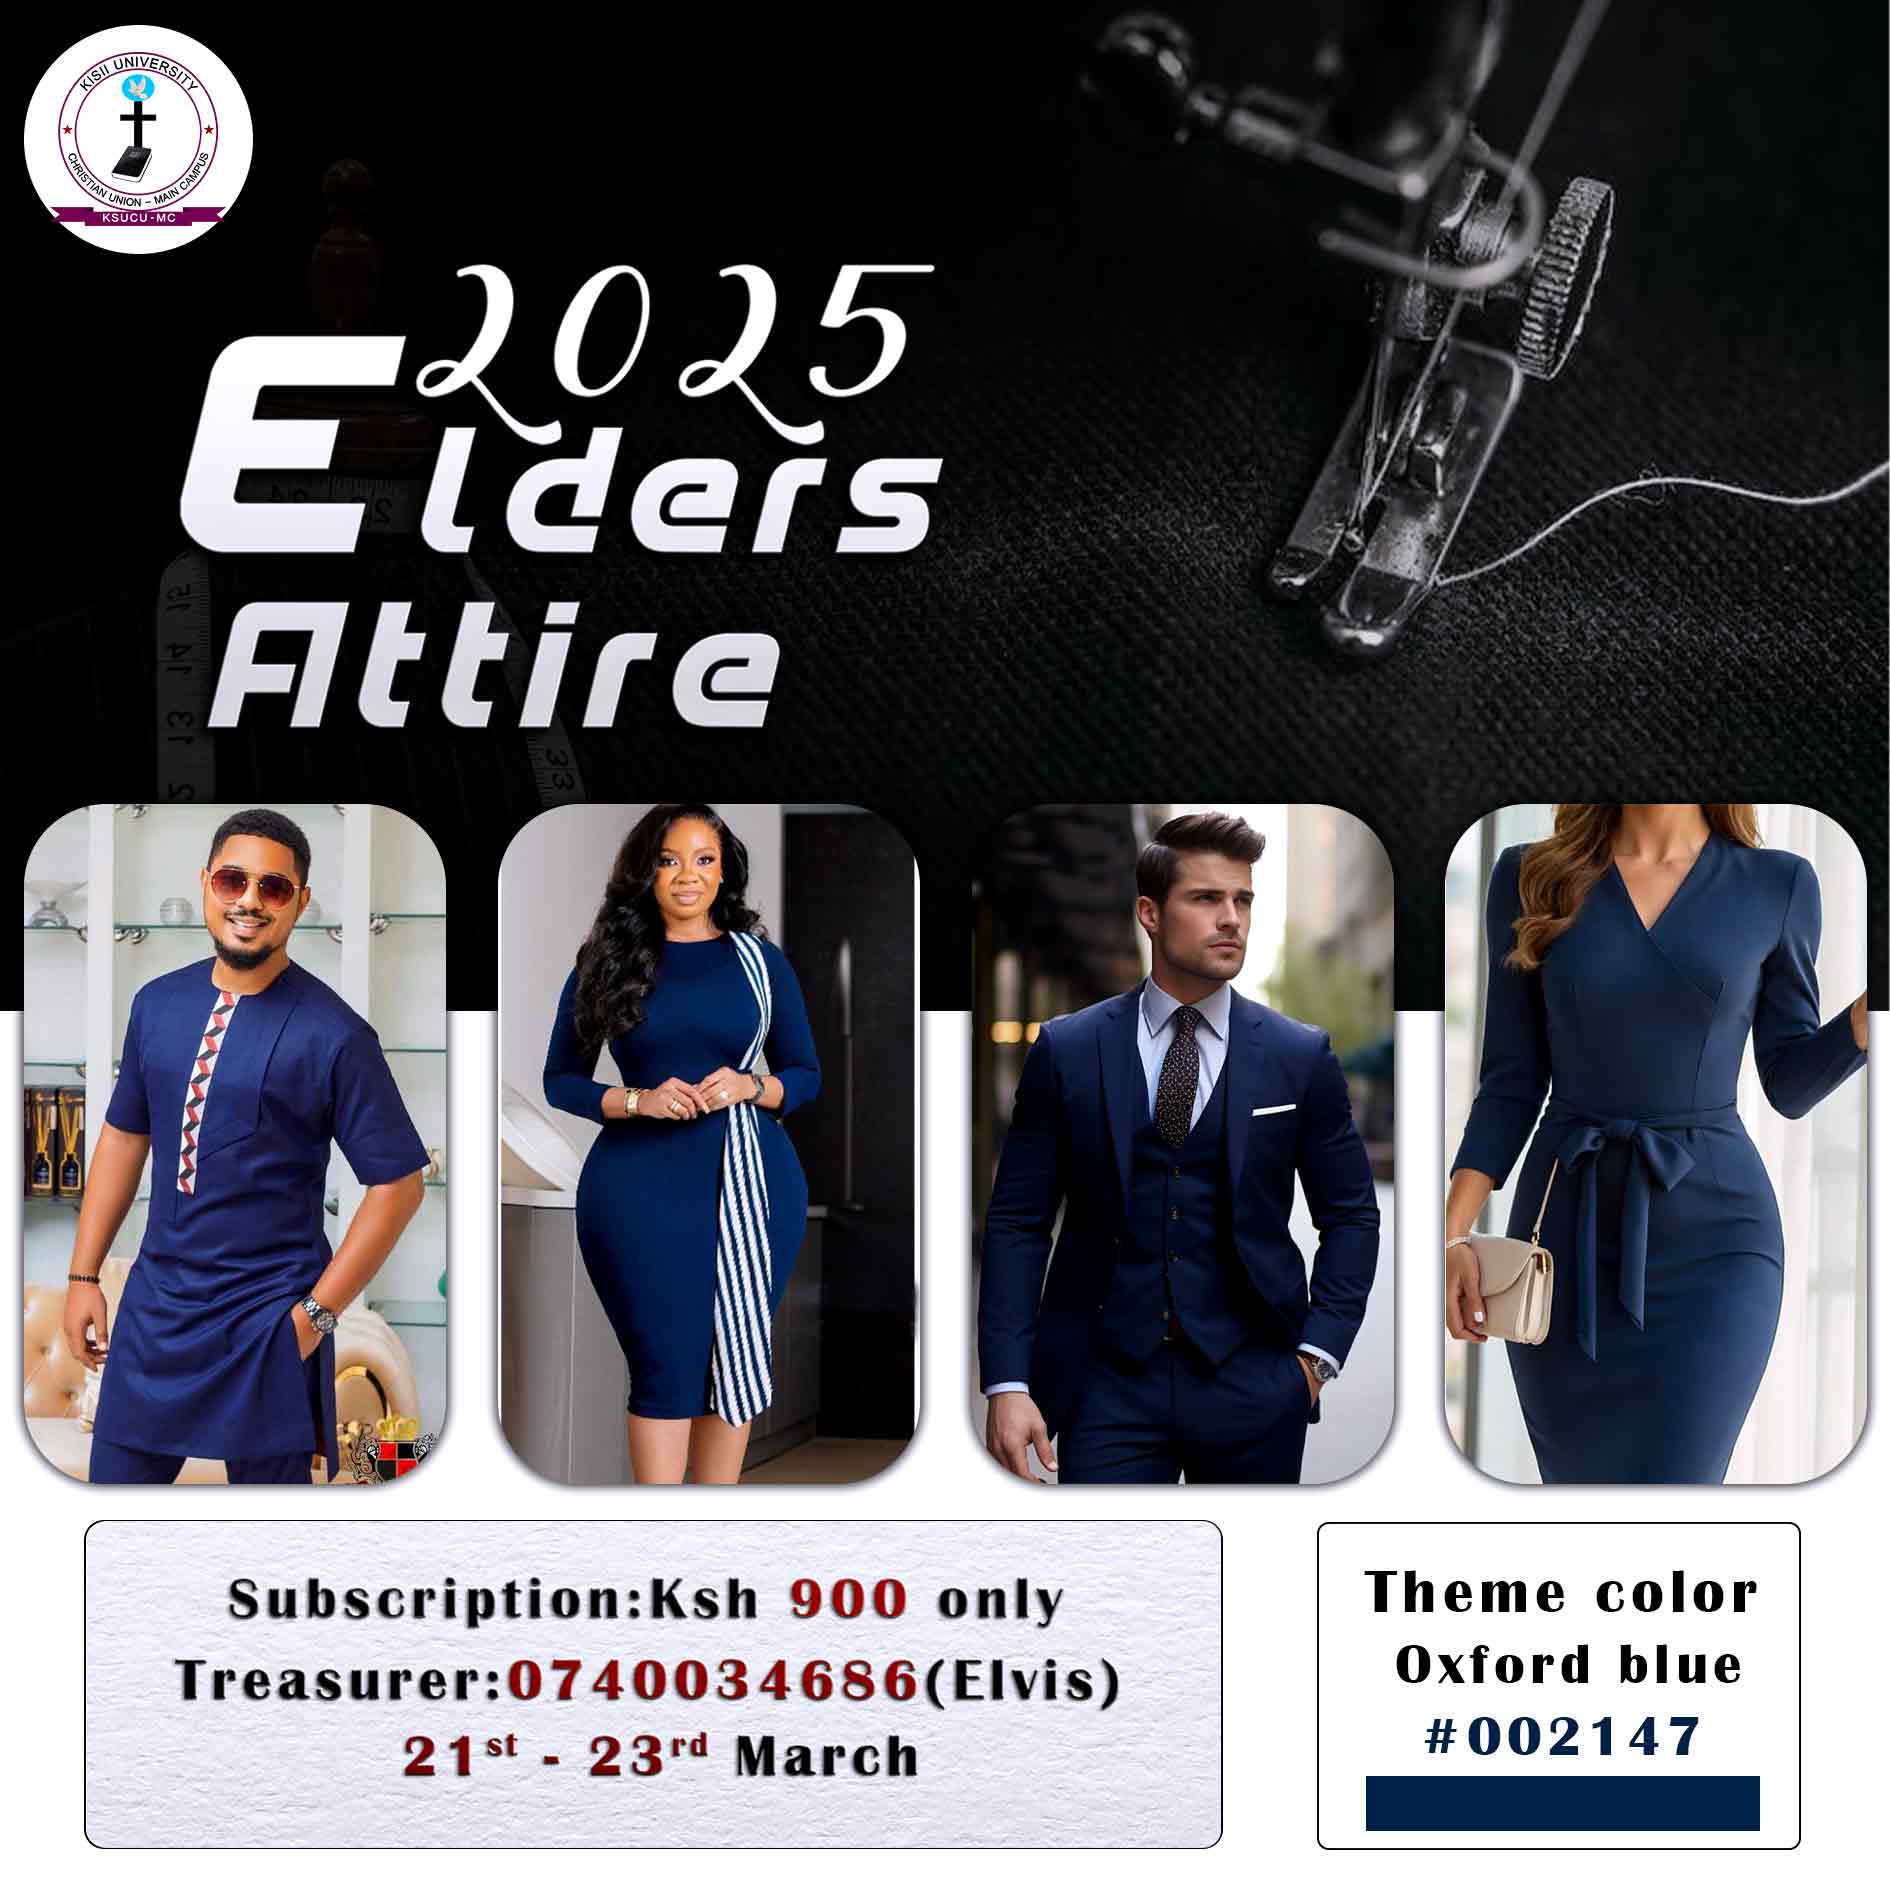 KISII UNIVERSITY
CHRISTIAN UNION – MAIN CAMPUS
KSUCU-MC
2025
Elders
Attire
Subscription:Ksh 900 only
Treasurer:0740034686(Elvis)
21st - 23rd March
Theme color
Oxford blue
#002147